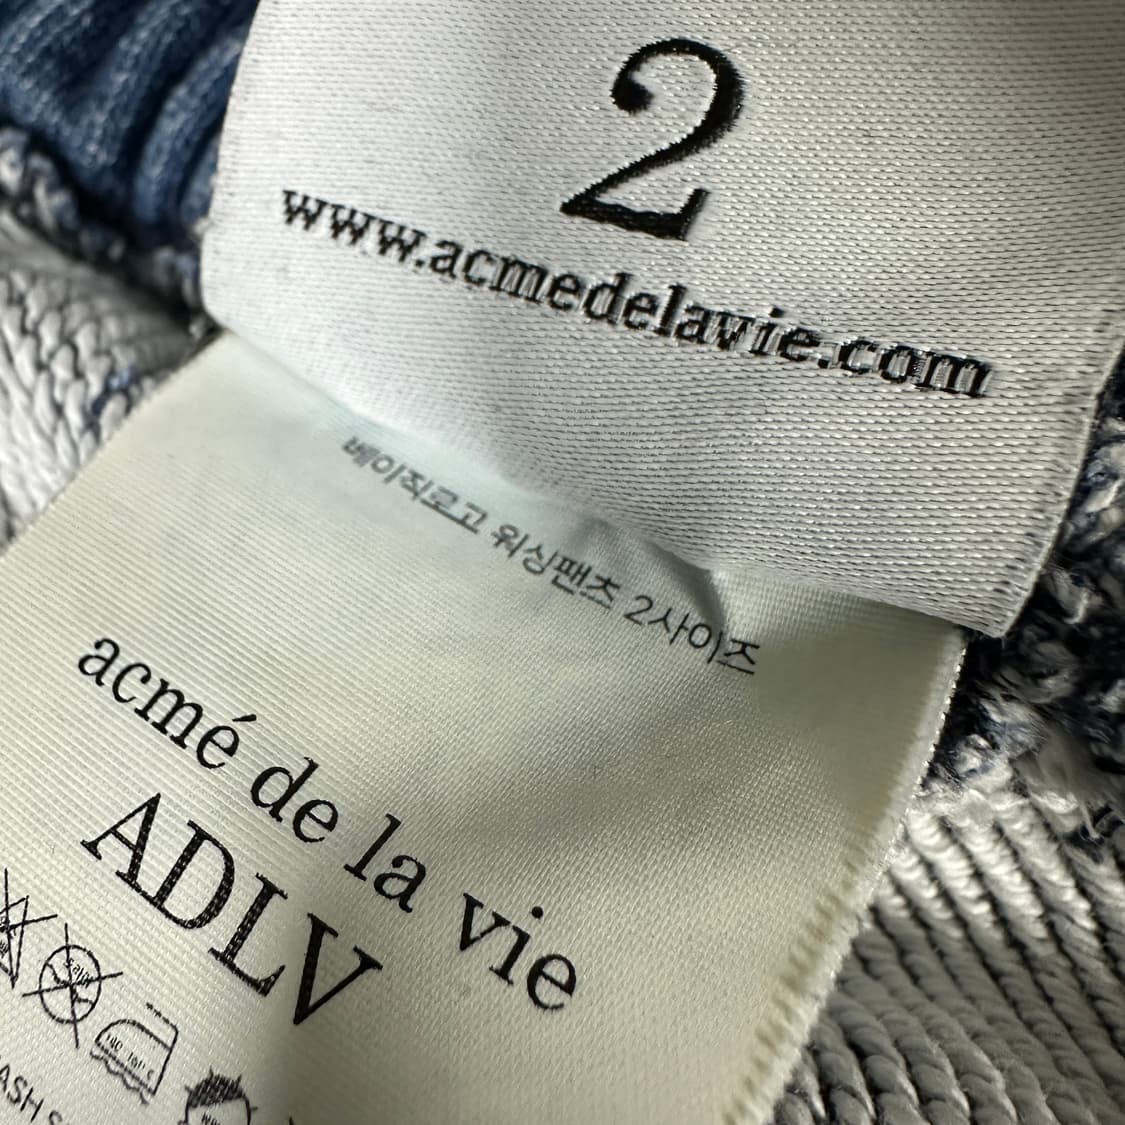 2
www.acmedelavie.com
베이직로고 워싱팬츠 2사이즈
acmé de la vie
ADLV